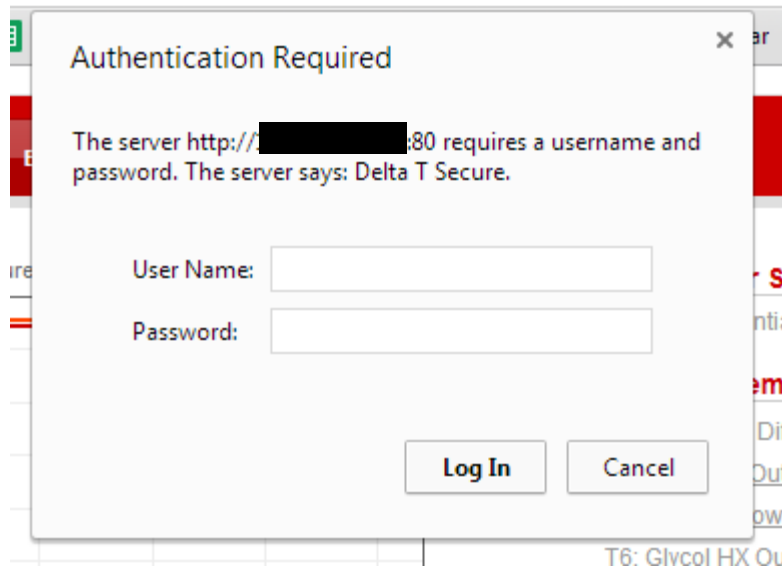 ar
Authentication Required
The server http:// :80 requires a username and
password. The server says: Delta T Secure.
User Name:
Password:
Log In
Cancel
T6: Glycol HX Ou